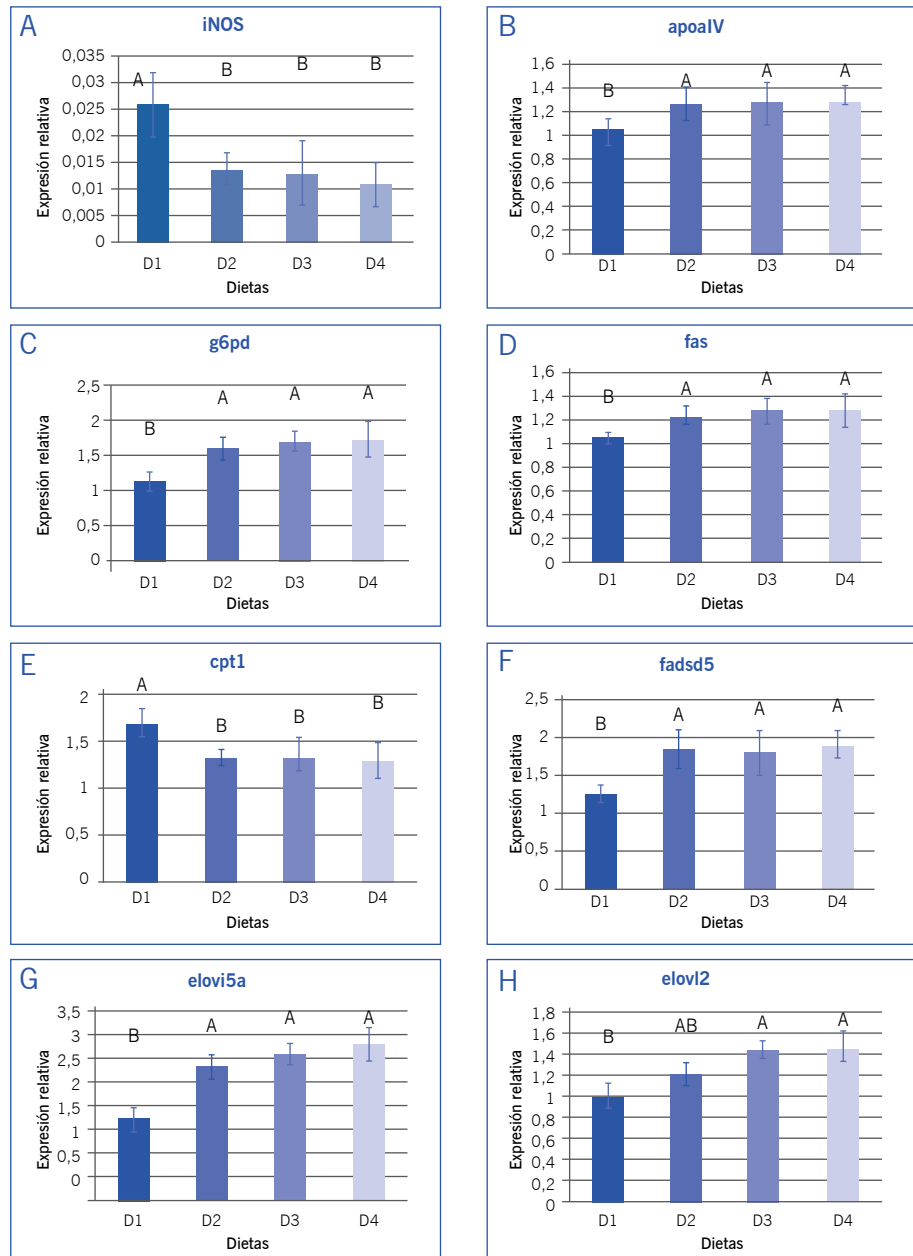 A
iNOS
Expresión relativa
0,035
0,03
0,025
0,02
0,015
0,01
0,005
0
A
B
B
B
D1 D2 D3 D4
Dietas
B
apoaIV
Expresión relativa
1,6
1,4
1,2
1
0,8
0,6
0,4
0,2
0
B
A
A
A
D1 D2 D3 D4
Dietas
C
g6pd
Expresión relativa
2,5
2
1,5
1
0,5
0
B
A
A
A
D1 D2 D3 D4
Dietas
D
fas
Expresión relativa
1,6
1,4
1,2
1
0,8
0,6
0,4
0,2
0
B
A
A
A
D1 D2 D3 D4
Dietas
E
cpt1
Expresión relativa
2
1,5
1
0,5
0
A
B
B
B
D1 D2 D3 D4
Dietas
F
fadsd5
Expresión relativa
2,5
2
1,5
1
0,5
0
B
A
A
A
D1 D2 D3 D4
Dietas
G
elovi5a
Expresión relativa
3,5
3
2,5
2
1,5
1
0,5
0
B
A
A
A
D1 D2 D3 D4
Dietas
H
elovl2
Expresión relativa
1,8
1,6
1,4
1,2
1
0,8
0,6
0,4
0,2
0
B
AB
A
A
D1 D2 D3 D4
Dietas